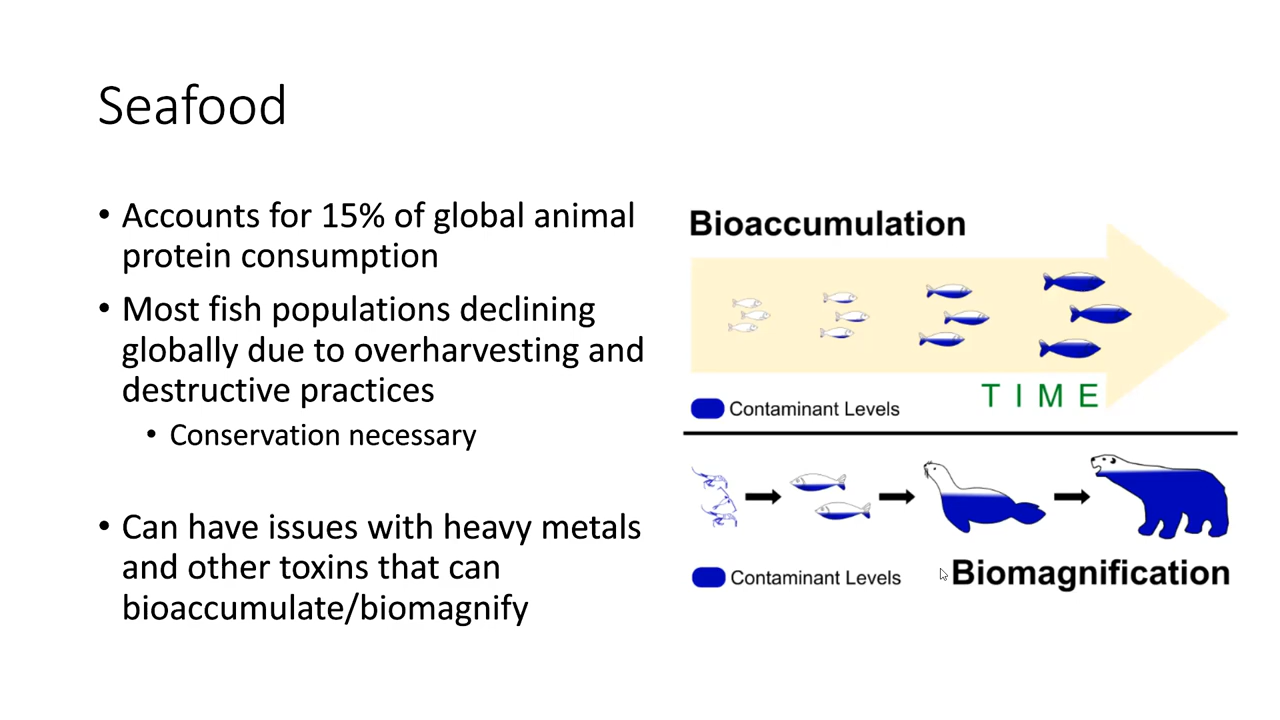 Seafood
• Accounts for 15% of global animal
protein consumption
• Most fish populations declining
globally due to overharvesting and
destructive practices
• Conservation necessary
• Can have issues with heavy metals
and other toxins that can
bioaccumulate/biomagnify
Bioaccumulation
TIME
Contaminant Levels
Contaminant Levels
Biomagnification